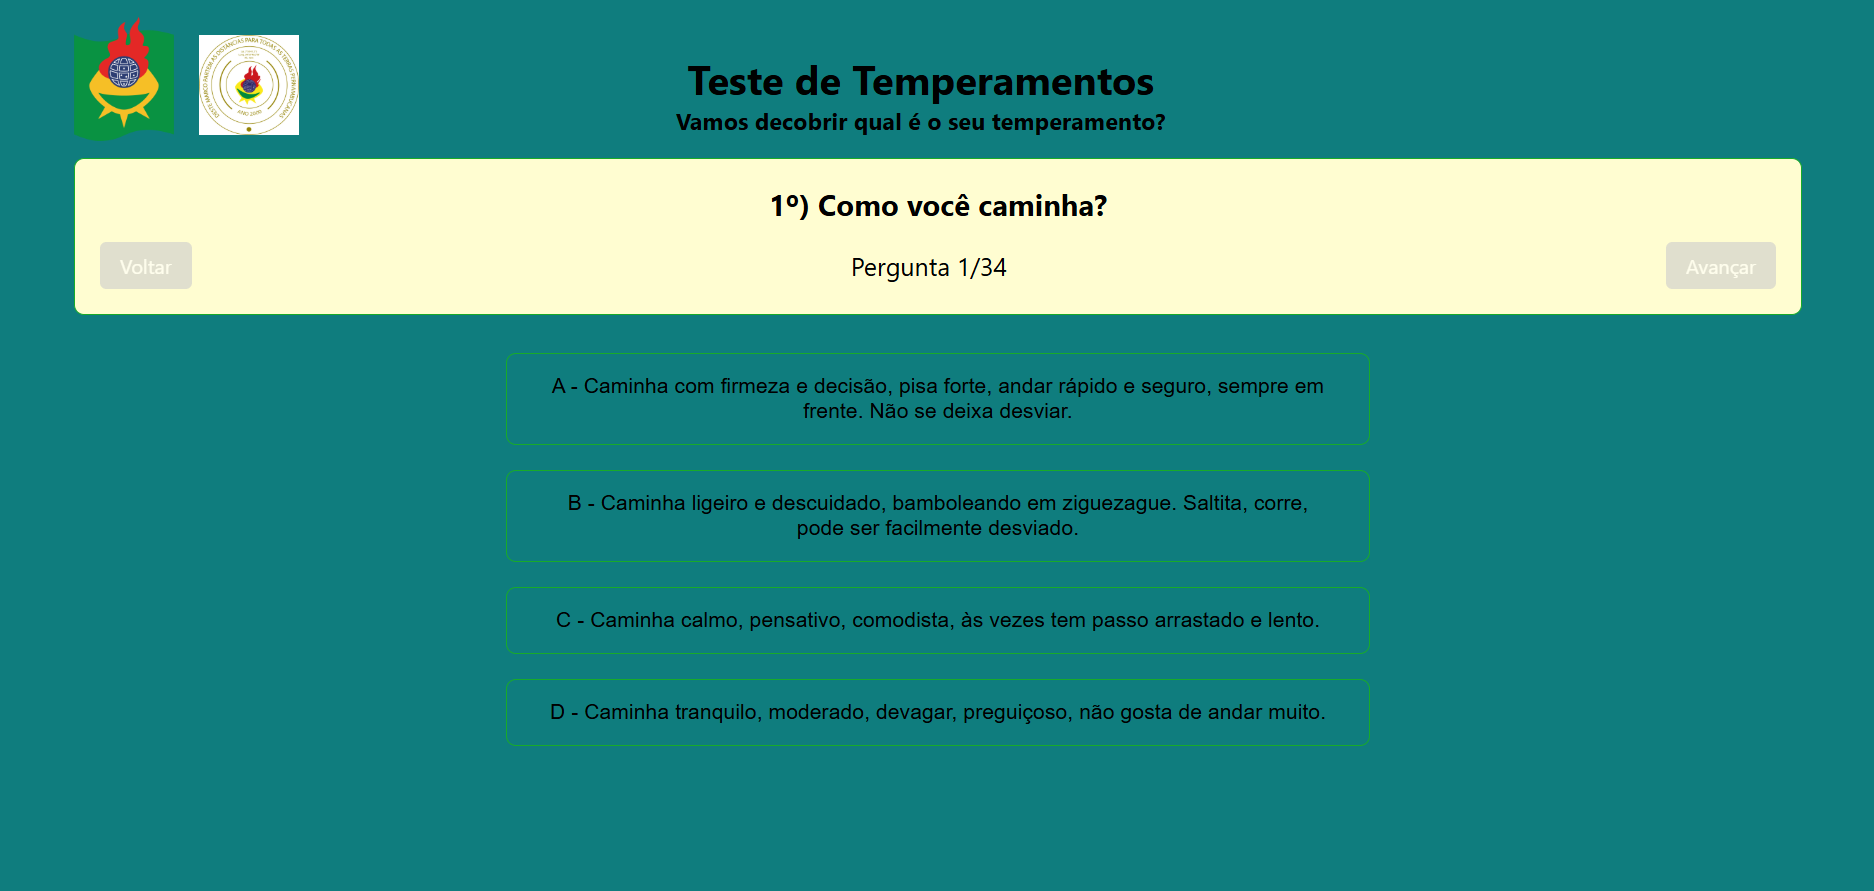 Teste de Temperamentos
Vamos decobrir qual é o seu temperamento?
1º) Como você caminha?
Voltar
Pergunta 1/34
Avançar
A - Caminha com firmeza e decisão, pisa forte, andar rápido e seguro, sempre em
frente. Não se deixa desviar.
B - Caminha ligeiro e descuidado, bamboleando em ziguezague. Saltita, corre,
pode ser facilmente desviado.
C - Caminha calmo, pensativo, comodista, às vezes tem passo arrastado e lento.
D - Caminha tranquilo, moderado, devagar, preguiçoso, não gosta de andar muito.